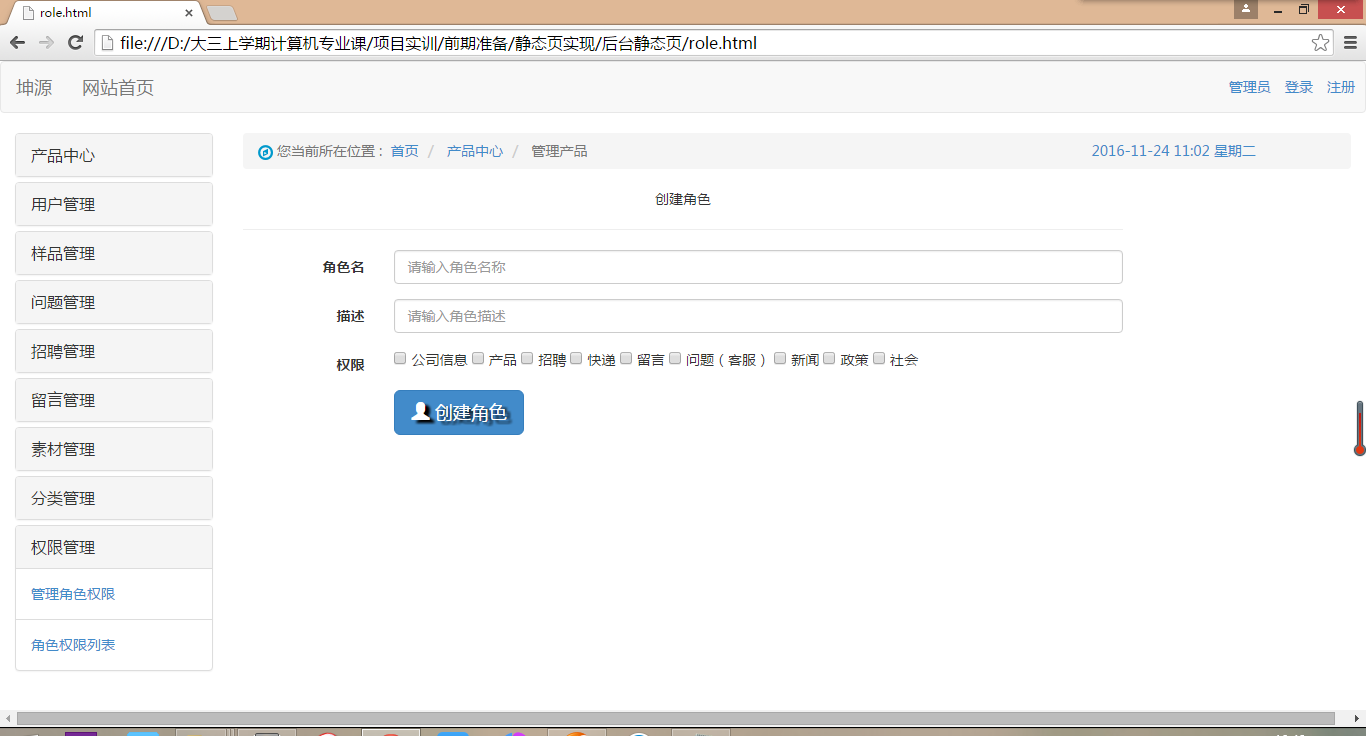 role.html
file:///D:/大三上学期计算机专业课/项目实训/前期准备/静态页实现/后台静态页/role.html
坤源 网站首页 管理员 登录 注册
产品中心
用户管理
样品管理
问题管理
招聘管理
留言管理
素材管理
分类管理
权限管理
管理角色权限
角色权限列表
您当前所在位置： 首页 / 产品中心 / 管理产品 2016-11-24 11:02 星期二
创建角色
角色名 请输入角色名称
描述 请输入角色描述
权限 公司信息 产品 招聘 快递 留言 问题（客服） 新闻 政策 社会
创建角色